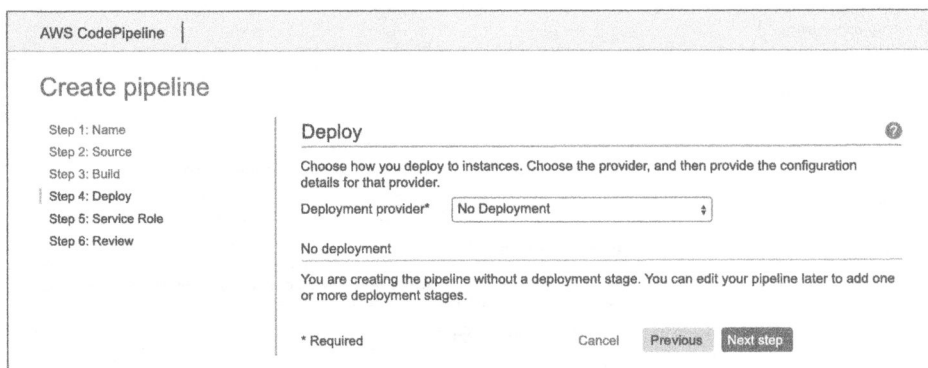 AWS CodePipeline
Create pipeline
Step 1: Name
Step 2: Source
Step 3: Build
Step 4: Deploy
Step 5: Service Role
Step 6: Review
Deploy
?
Choose how you deploy to instances. Choose the provider, and then provide the configuration
details for that provider.
Deployment provider* No Deployment
No deployment
You are creating the pipeline without a deployment stage. You can edit your pipeline later to add one
or more deployment stages.
* Required Cancel Previous Next step